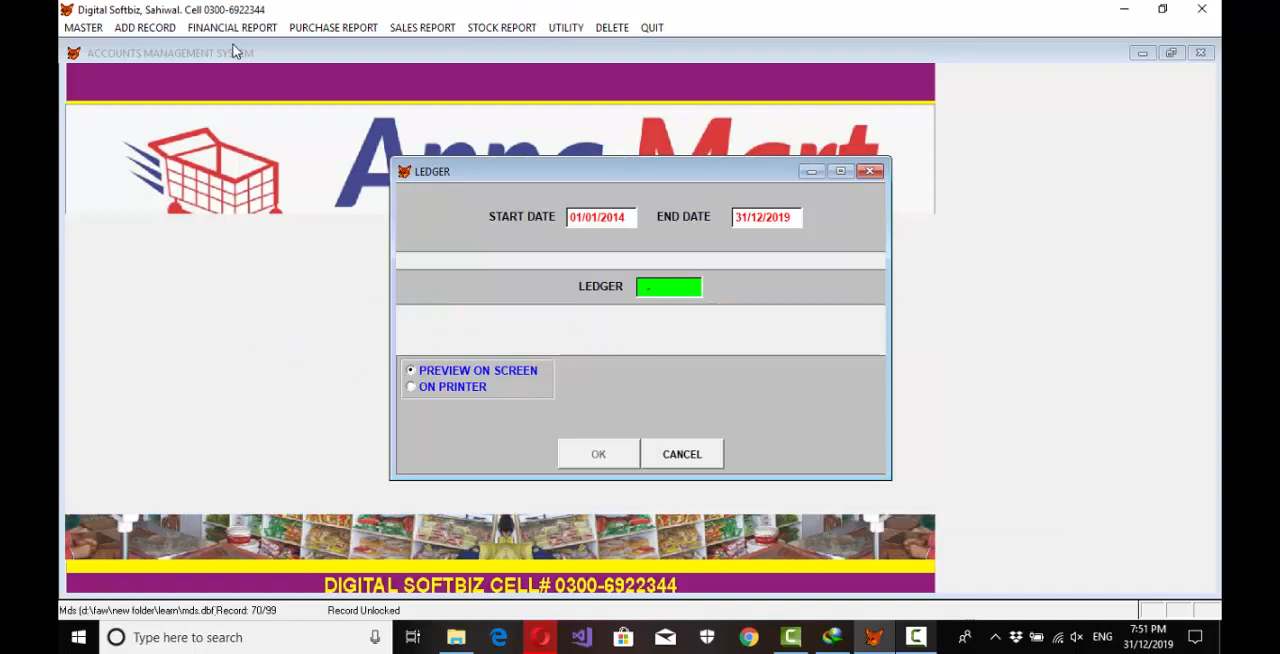 Digital Softbiz, Sahiwal. Cell 0300-6922344
MASTER ADD RECORD FINANCIAL REPORT PURCHASE REPORT SALES REPORT STOCK REPORT UTILITY DELETE QUIT
ACCOUNTS MANAGEMENT SYSTEM
Mart
LEDGER
START DATE 01/01/2014 END DATE 31/12/2019
LEDGER -
PREVIEW ON SCREEN
ON PRINTER
OK CANCEL
DIGITAL SOFTBIZ CELL# 0300-6922344
Mds (d:\faw\new folder\learn\mds.dbf Record: 70/99 Record Unlocked
Type here to search
ENG
7:51 PM
31/12/2019